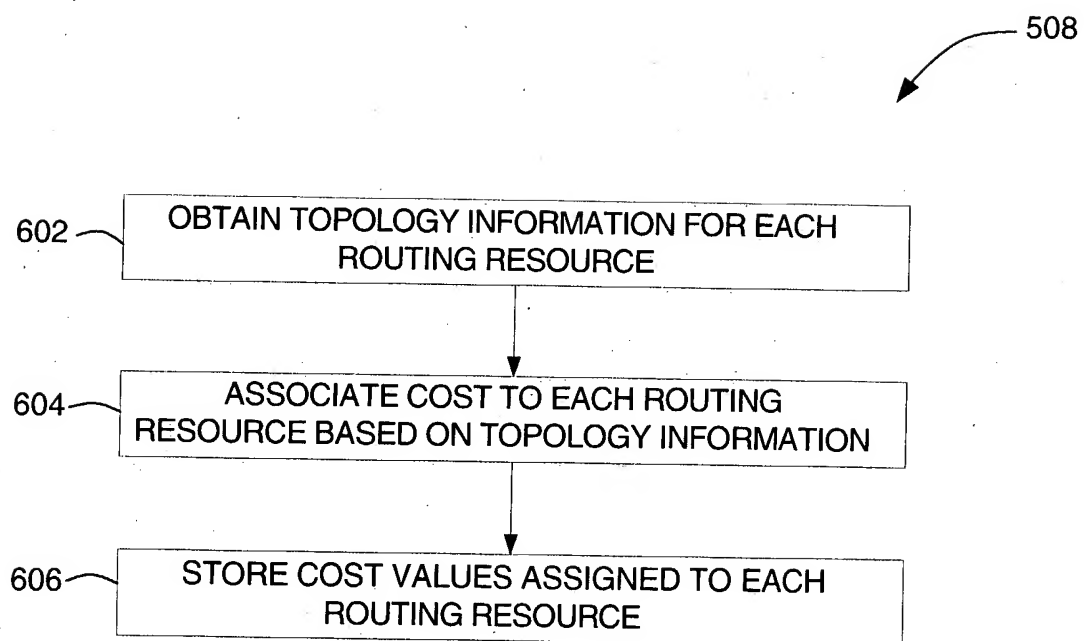 508
602
OBTAIN TOPOLOGY INFORMATION FOR EACH
ROUTING RESOURCE
604
ASSOCIATE COST TO EACH ROUTING
RESOURCE BASED ON TOPOLOGY INFORMATION
606
STORE COST VALUES ASSIGNED TO EACH
ROUTING RESOURCE